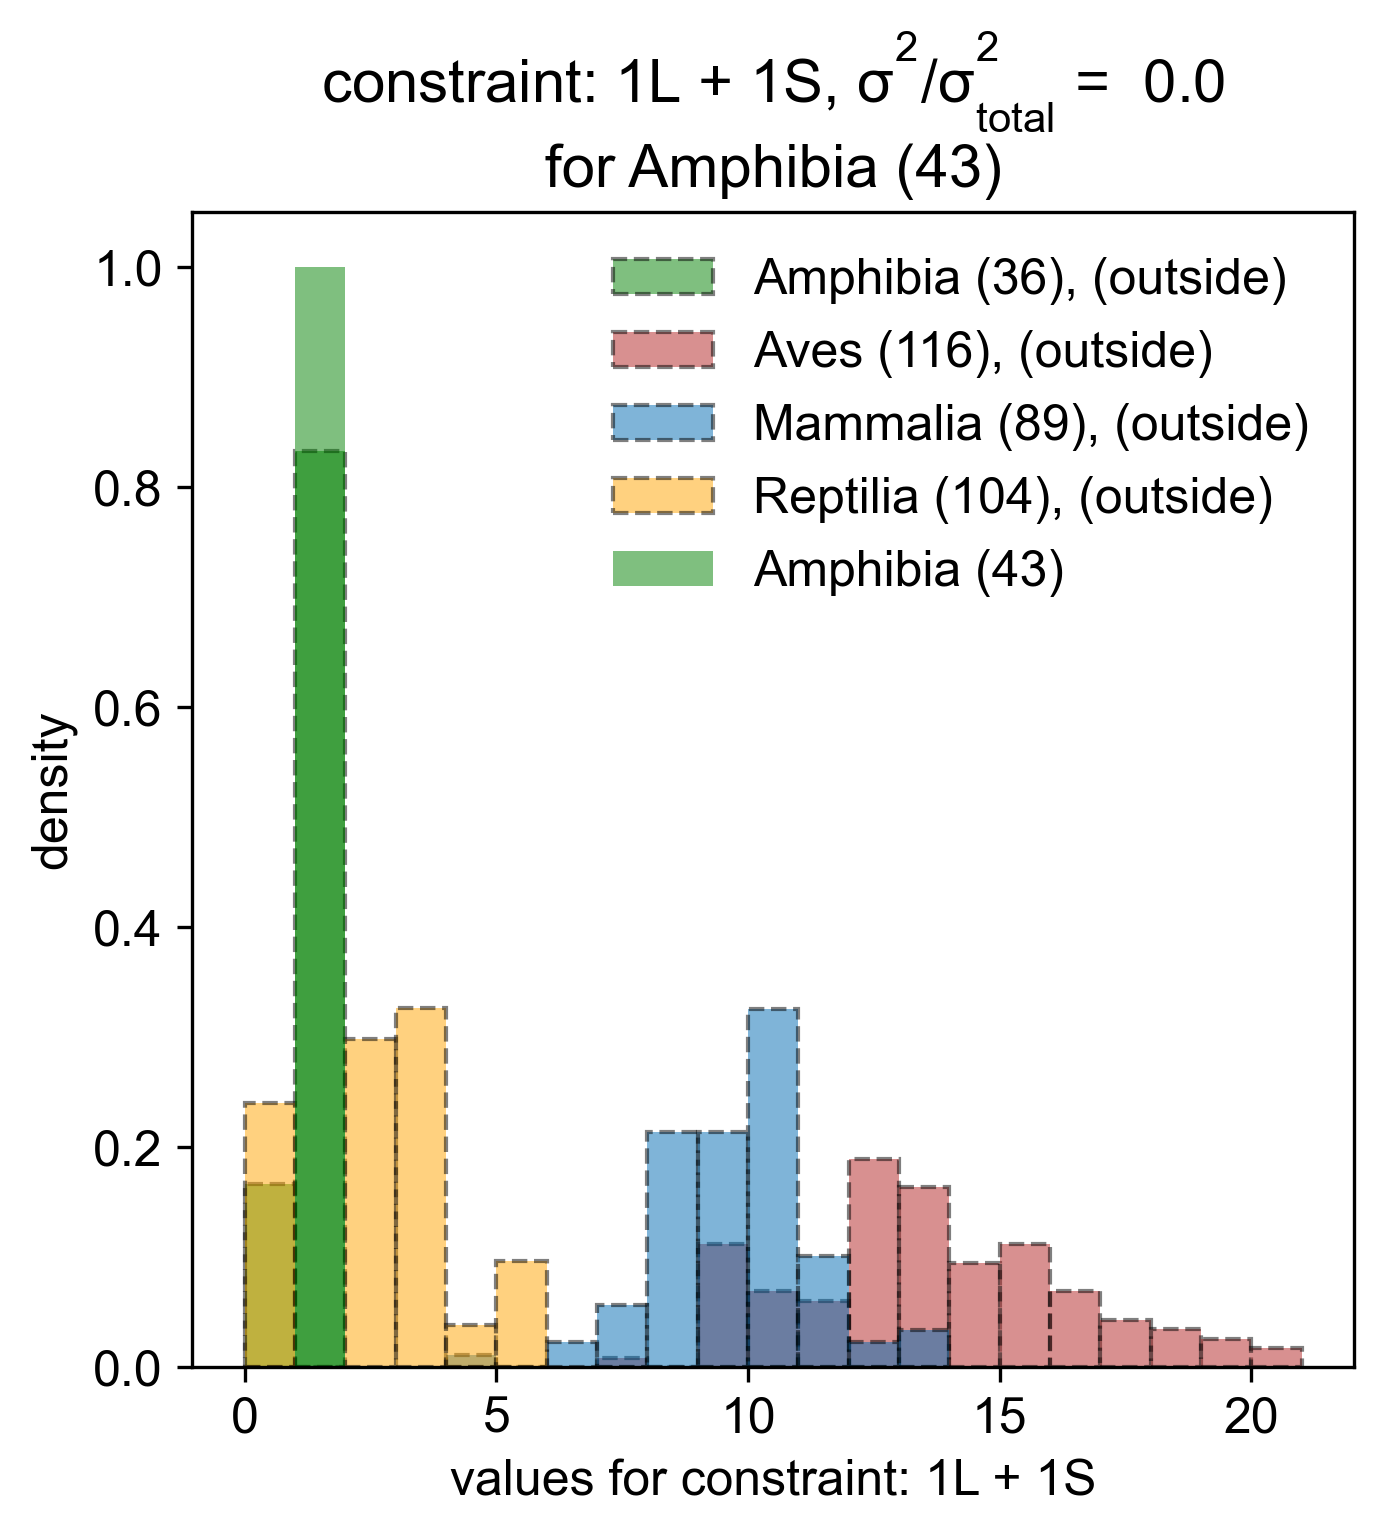 constraint: 1L + 1S, σ²/σ²total = 0.0
for Amphibia (43)
Amphibia (36), (outside)
Aves (116), (outside)
Mammalia (89), (outside)
Reptilia (104), (outside)
Amphibia (43)
1.0
0.8
0.6
0.4
0.2
0.0
density
0 5 10 15 20
values for constraint: 1L + 1S